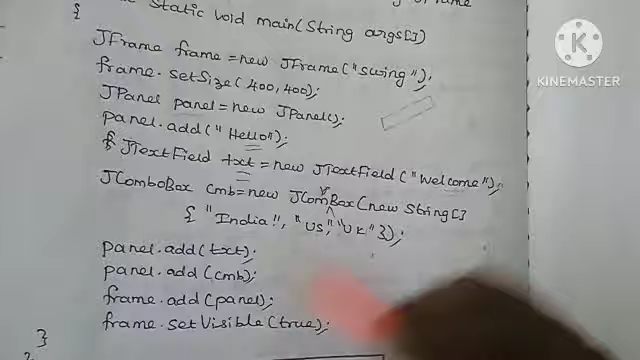 static void main(String args[])
{
JFrame frame = new JFrame("Swing");
frame.setSize(400,400);
JPanel panel = new JPanel();
panel.add("Hello");
JTextField txt = new JTextField("Welcome");
JComboBox cmb = new JComBox(new String[]
{ "India", "US", "UK" });
panel.add(txt);
panel.add(cmb);
frame.add(panel);
frame.setVisible(true);
}
}
K
KINEMASTER